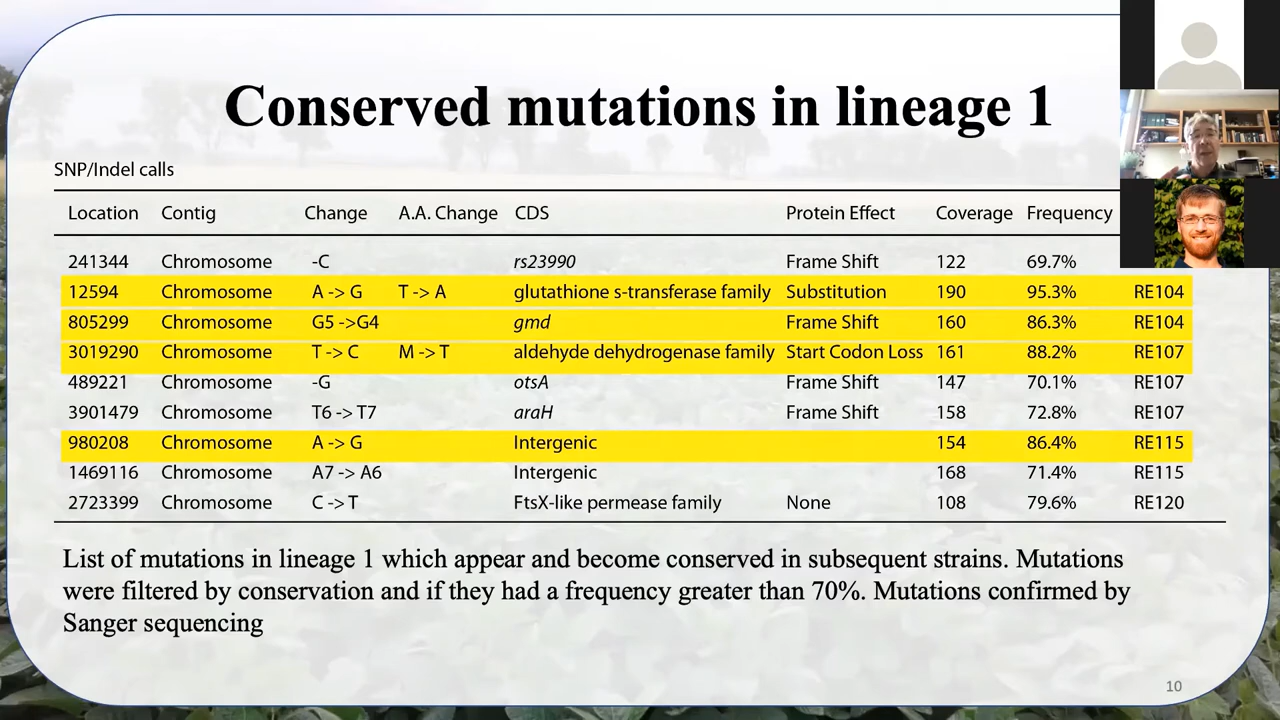 Conserved mutations in lineage 1
SNP/Indel calls
Location Contig Change A.A. Change CDS Protein Effect Coverage Frequency
241344 Chromosome -C rs23990 Frame Shift 122 69.7%
12594 Chromosome A -> G T -> A glutathione s-transferase family Substitution 190 95.3% RE104
805299 Chromosome G5 ->G4 gmd Frame Shift 160 86.3% RE104
3019290 Chromosome T -> C M -> T aldehyde dehydrogenase family Start Codon Loss 161 88.2% RE107
489221 Chromosome -G otsA Frame Shift 147 70.1% RE107
3901479 Chromosome T6 -> T7 araH Frame Shift 158 72.8% RE107
980208 Chromosome A -> G Intergenic 154 86.4% RE115
1469116 Chromosome A7 -> A6 Intergenic 168 71.4% RE115
2723399 Chromosome C -> T FtsX-like permease family None 108 79.6% RE120
List of mutations in lineage 1 which appear and become conserved in subsequent strains. Mutations
were filtered by conservation and if they had a frequency greater than 70%. Mutations confirmed by
Sanger sequencing
10